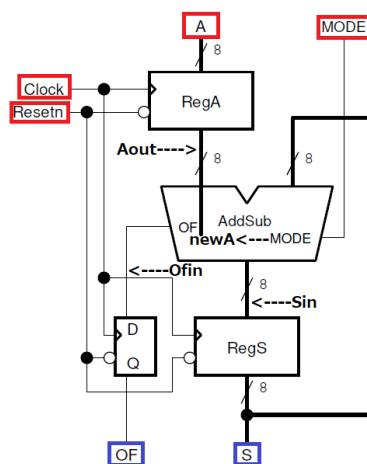 A
MODE
8
Clock
RegA
Resetn
Aout---->
8
8
AddSub
OF
newA<---MODE
<----Ofin
8
<----Sin
D
Q
RegS
8
OF
S